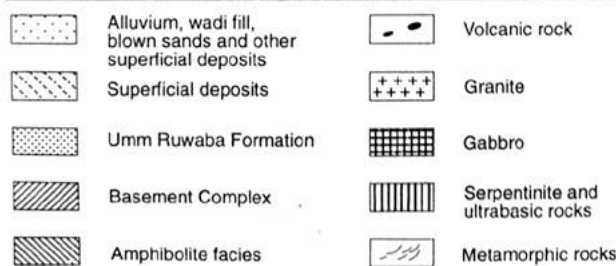 Alluvium, wadi fill,
blown sands and other
superficial deposits
Superficial deposits
Umm Ruwaba Formation
Basement Complex
Amphibolite facies
Volcanic rock
Granite
Gabbro
Serpentinite and
ultrabasic rocks
Metamorphic rocks